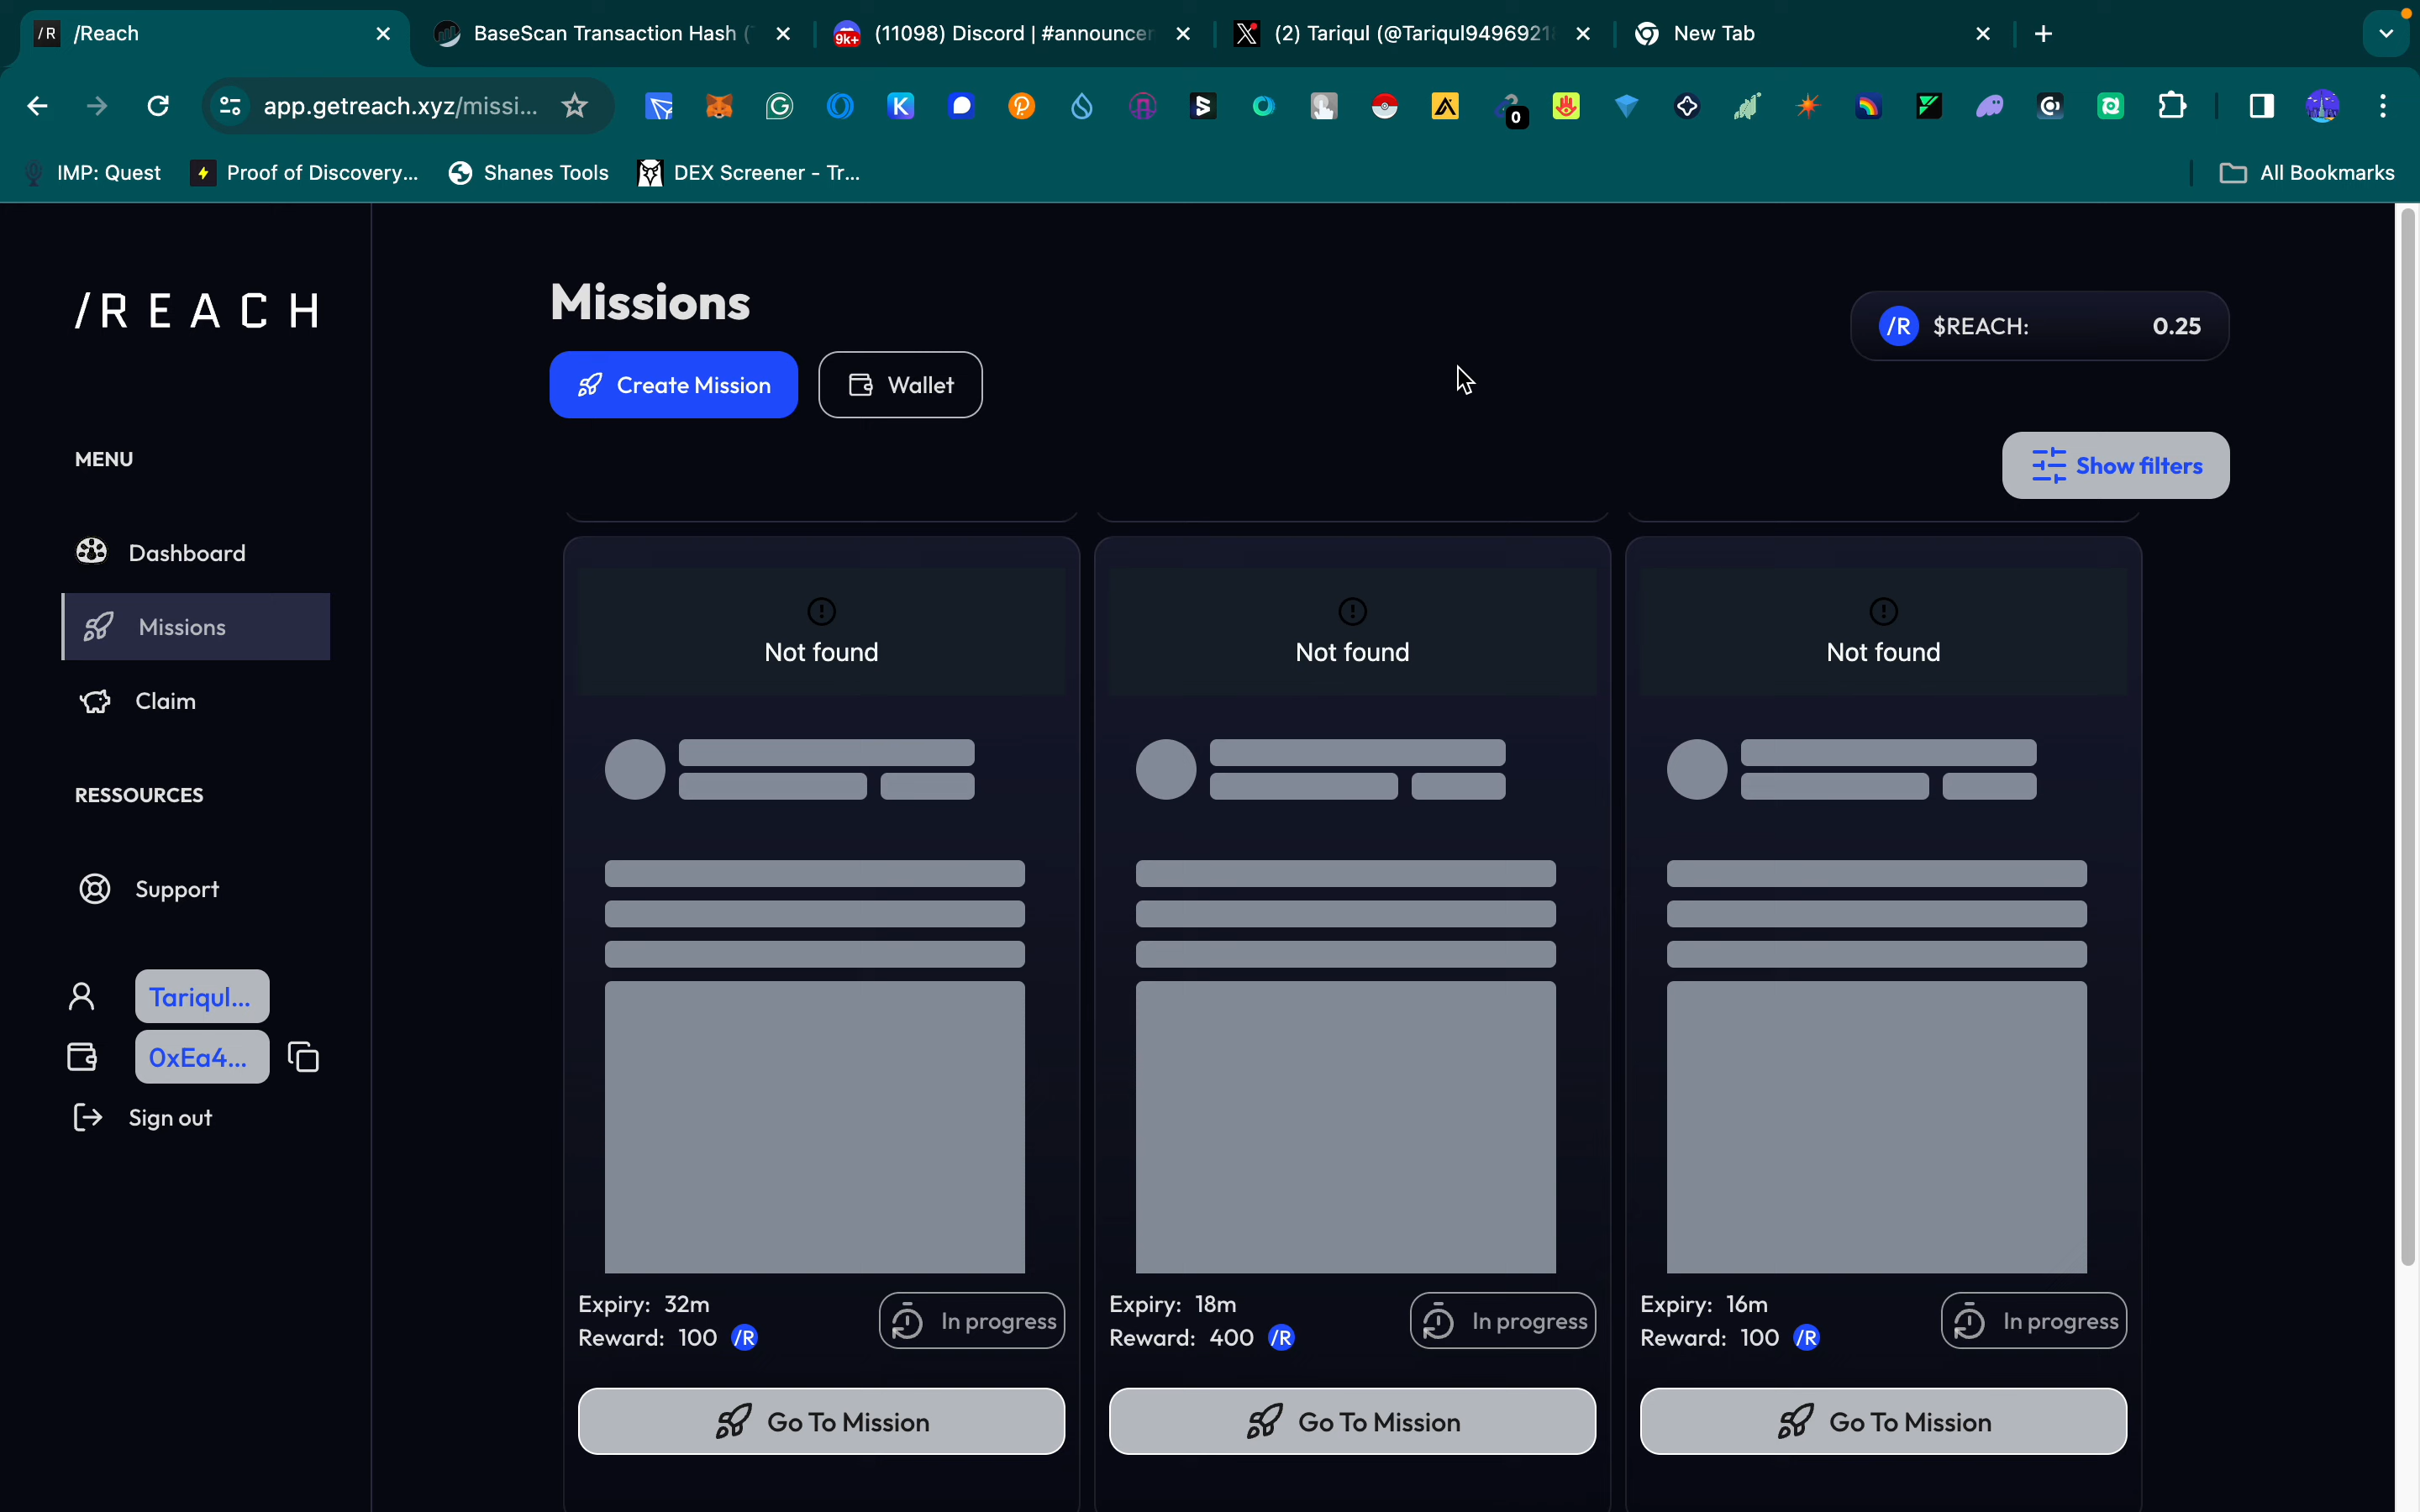 /R /Reach
BaseScan Transaction Hash (
9k+ (11098) Discord | #announcer
(2) Tariqul (@Tariqul9496921
New Tab
app.getreach.xyz/missi...
0
IMP: Quest
Proof of Discovery...
Shanes Tools
DEX Screener - Tr...
All Bookmarks
/REACH
Missions
/R $REACH: 0.25
Create Mission
Wallet
MENU
Show filters
Dashboard
Missions
Claim
RESSOURCES
Support
Tariqul...
0xEa4...
Sign out
Not found
Expiry: 32m
Reward: 100 /R
In progress
Go To Mission
Not found
Expiry: 18m
Reward: 400 /R
In progress
Go To Mission
Not found
Expiry: 16m
Reward: 100 /R
In progress
Go To Mission